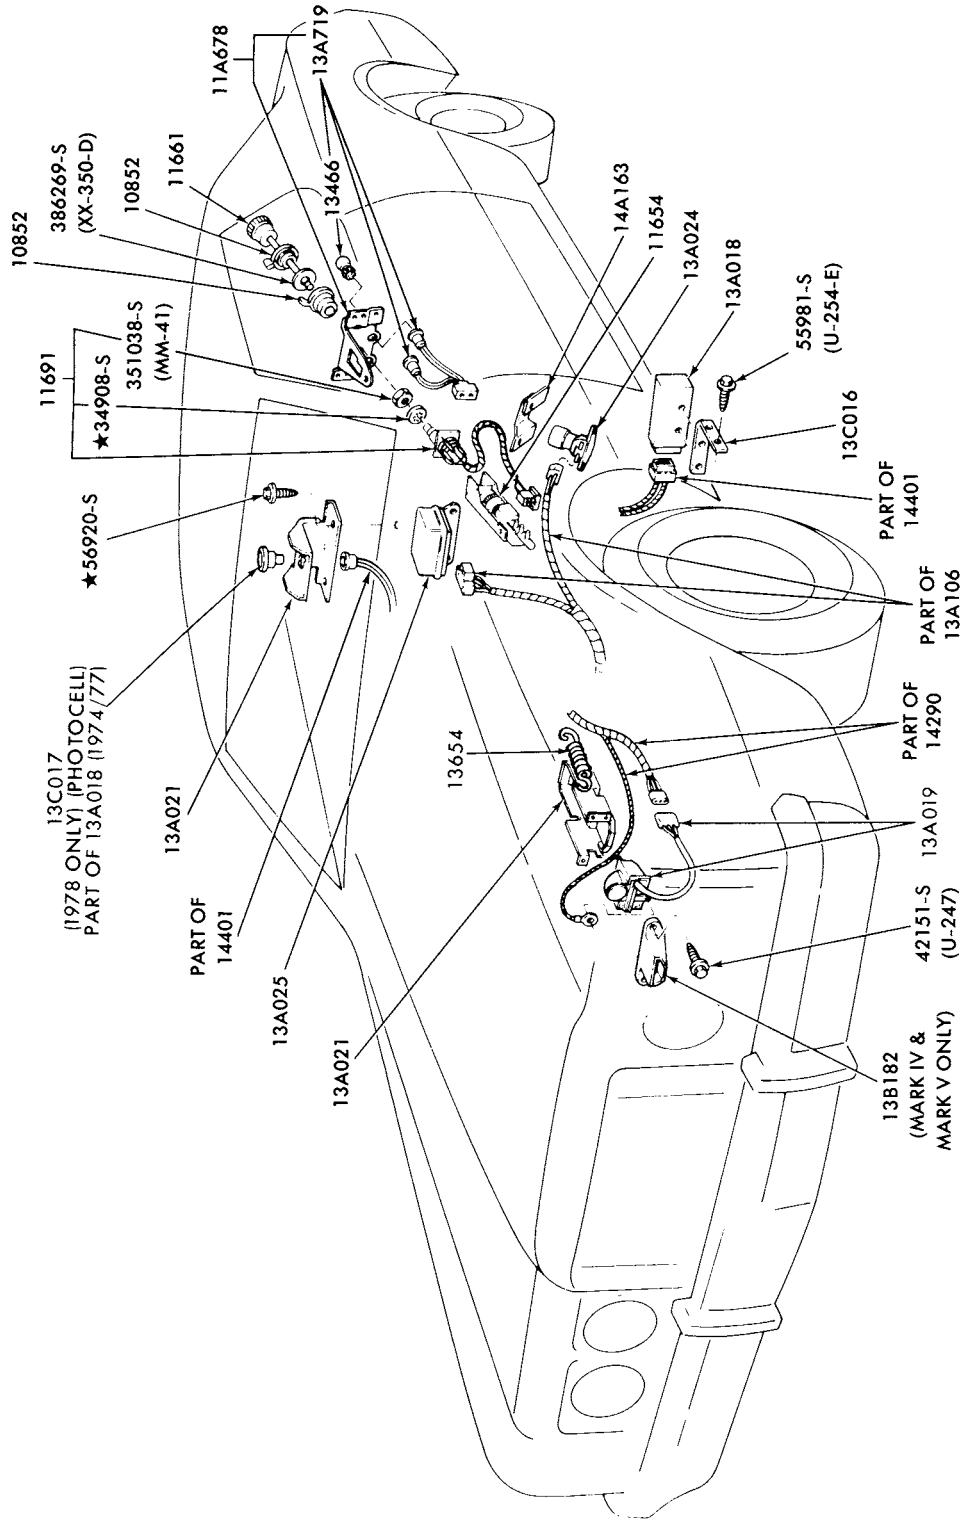 11A678
13A719
13466
11661
10852
386269-S
(XX-350-D)
10852
11691
★34908-S
351038-S
(MM-41)
★56920-S
13C017
(1978 ONLY) (PHOTOCELL)
PART OF 13A018 (1974/77)
13A021
PART OF
14401
13A025
13A021
13654
14A163
11654
13A024
13A018
55981-S
(U-254-E)
13C016
PART OF
14401
PART OF
13A106
PART OF
14290
13A019
42151-S
(U-247)
13B182
(MARK IV &
MARK V ONLY)